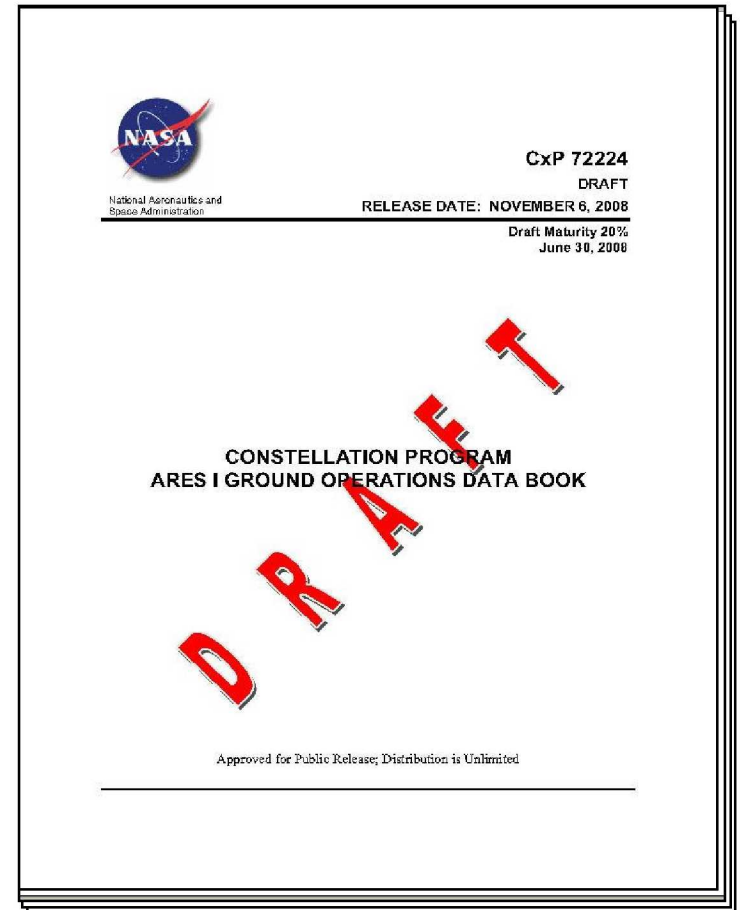 NASA
National Aeronautics and
Space Administration
CxP 72224
DRAFT
RELEASE DATE: NOVEMBER 6, 2008
Draft Maturity 20%
June 30, 2008
CONSTELLATION PROGRAM
ARES I GROUND OPERATIONS DATA BOOK
DRAFT
Approved for Public Release; Distribution is Unlimited